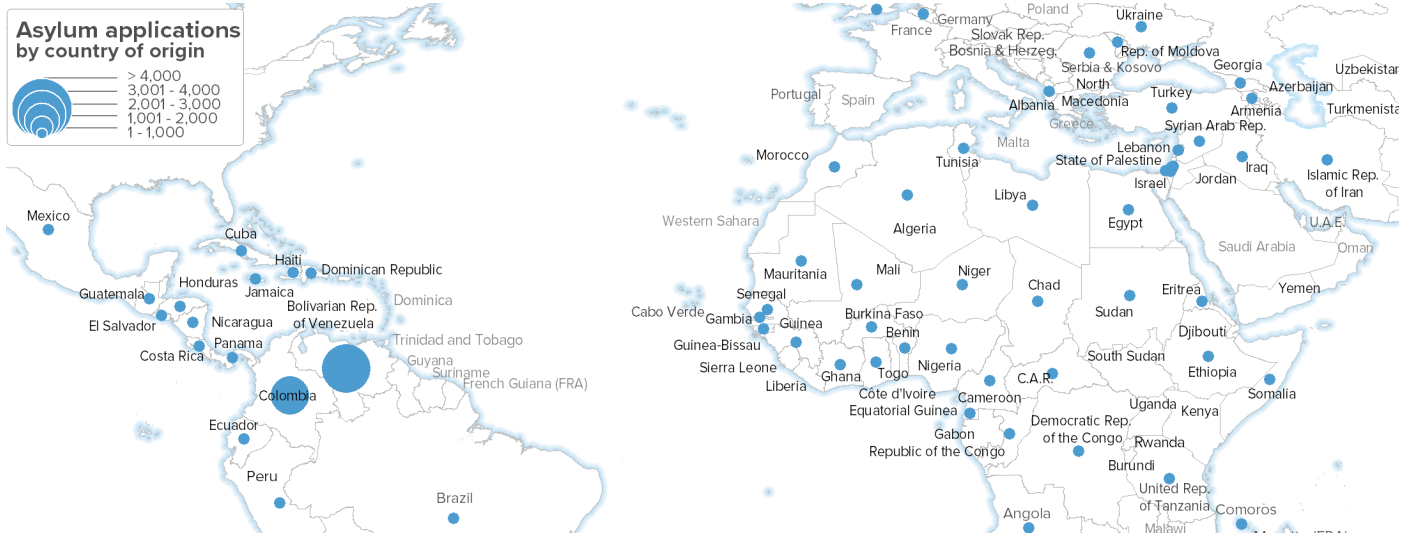 Asylum applications
by country of origin
> 4,000
3,001 - 4,000
2,001 - 3,000
1,001 - 2,000
1 - 1,000
Mexico
Cuba
Haiti
Dominican Republic
Guatemala
Honduras
Jamaica
Dominica
El Salvador
Nicaragua
Bolivarian Rep.
of Venezuela
Costa Rica
Panama
Trinidad and Tobago
Guyana
Suriname
French Guiana (FRA)
Colombia
Ecuador
Peru
Brazil
Poland
Germany
France
Ukraine
Slovak Rep.
Bosnia & Herzeg.
Rep. of Moldova
Serbia & Kosovo
Georgia
Azerbaijan
Armenia
North
Macedonia
Albania
Turkey
Portugal
Spain
Greece
Malta
Syrian Arab Rep.
Lebanon
State of Palestine
Israel
Jordan
Iraq
Islamic Rep.
of Iran
Morocco
Tunisia
Libya
Algeria
Egypt
Western Sahara
Saudi Arabia
U.A.E.
Oman
Yemen
Mauritania
Mali
Niger
Chad
Sudan
Eritrea
Djibouti
Cabo Verde
Senegal
Gambia
Guinea
Guinea-Bissau
Sierra Leone
Liberia
Burkina Faso
Benin
Ghana
Togo
Nigeria
Côte d'Ivoire
Cameroon
Equatorial Guinea
Gabon
Republic of the Congo
C.A.R.
South Sudan
Ethiopia
Somalia
Uganda
Kenya
Democratic Rep.
of the Congo
Rwanda
Burundi
United Rep.
of Tanzania
Angola
Malawi
Comoros